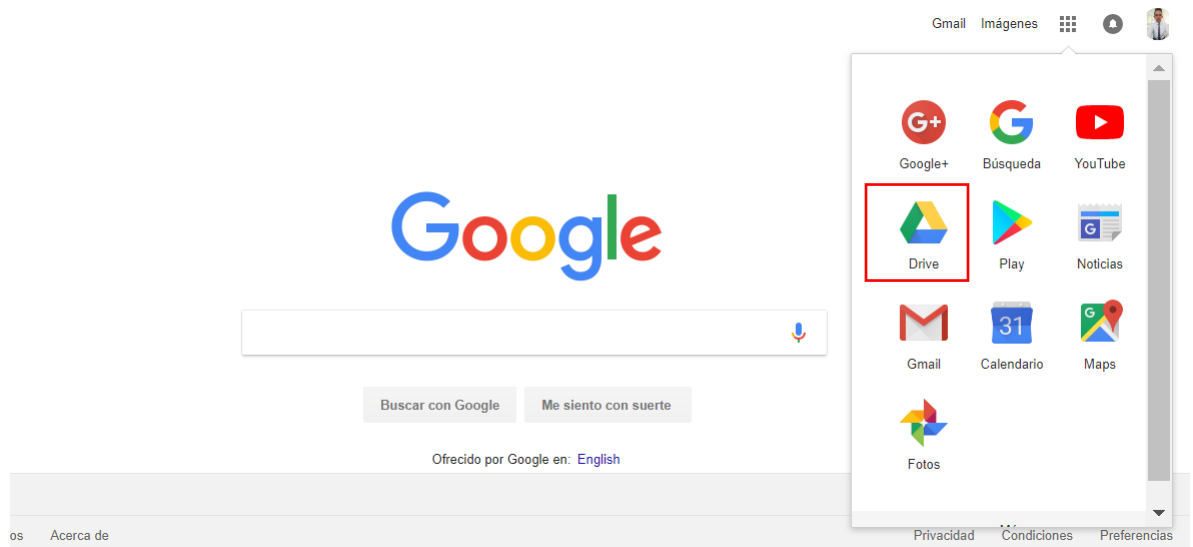 Gmail Imágenes
G+
Google+ Búsqueda YouTube
Google
G
Drive Play Noticias
31
G
Gmail Calendario Maps
Buscar con Google Me siento con suerte
Ofrecido por Google en: English
Fotos
os Acerca de
Privacidad Condiciones Preferencias